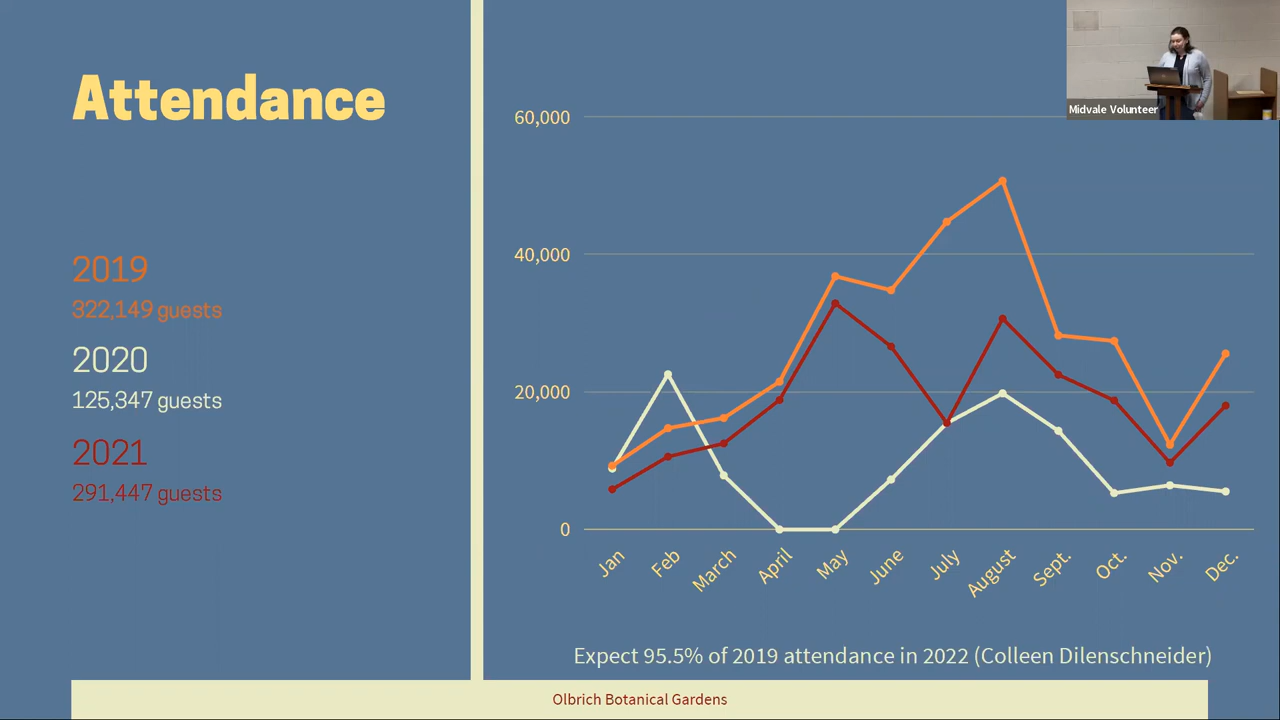 Attendance
2019
322,149 guests
2020
125,347 guests
2021
291,447 guests
60,000
40,000
20,000
0
Jan
Feb
March
April
May
June
July
August
Sept.
Oct.
Nov.
Dec.
Expect 95.5% of 2019 attendance in 2022 (Colleen Dilenschneider)
Olbrich Botanical Gardens
Midvale Volunteer